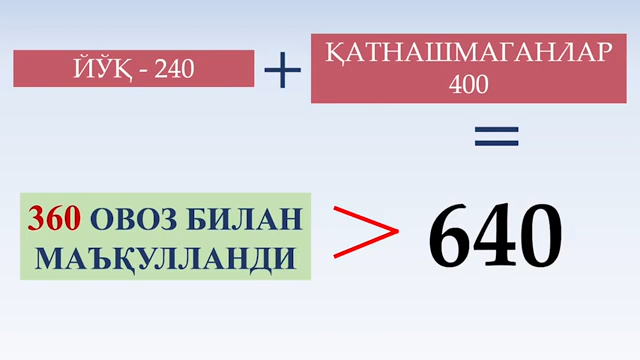 ЙЎҚ - 240
+
ҚАТНАШМАГАНЛАР
400
=
360 ОВОЗ БИЛАН
МАЪҚУЛЛАНДИ
> 640